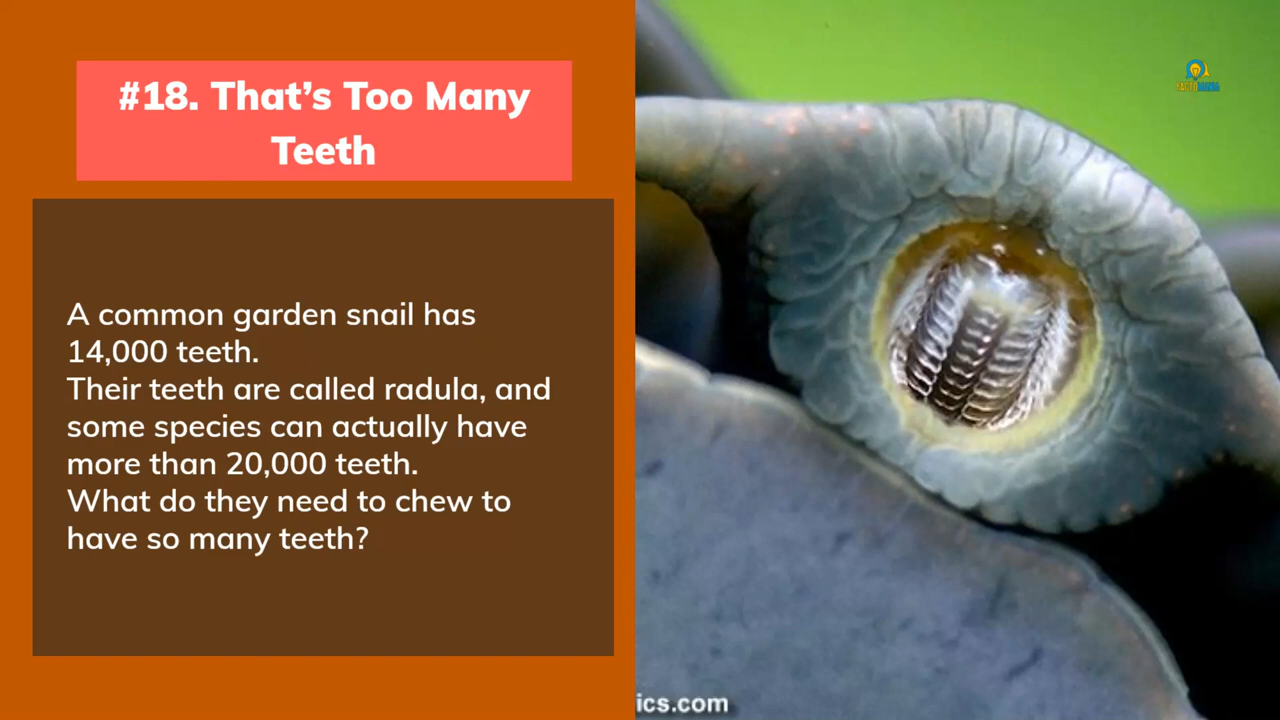 #18. That's Too Many
Teeth
A common garden snail has
14,000 teeth.
Their teeth are called radula, and
some species can actually have
more than 20,000 teeth.
What do they need to chew to
have so many teeth?
FACTOMANIA
ics.com